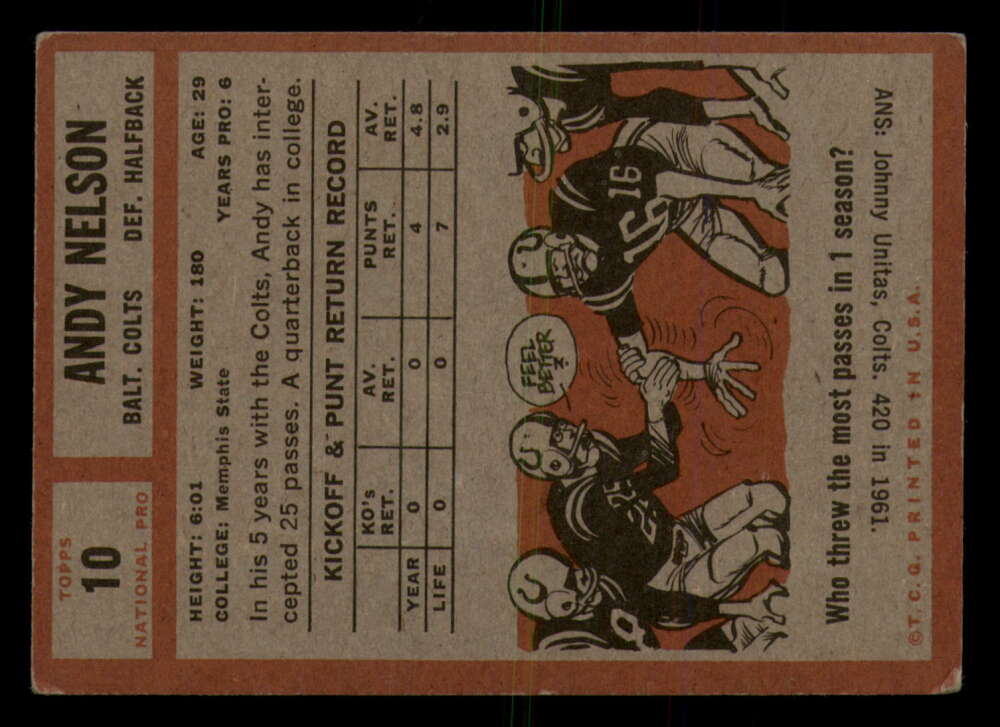 TOPPS
10
NATIONAL PRO
ANDY NELSON
BALT. COLTS DEF. HALFBACK
HEIGHT: 6:01 WEIGHT: 180 AGE: 29
COLLEGE: Memphis State YEARS PRO: 6
In his 5 years with the Colts, Andy has inter-
cepted 25 passes. A quarterback in college.
KICKOFF & PUNT RETURN RECORD
KO's RET. AV. RET. PUNTS RET. AV. RET.
YEAR 0 0 4 4.8
LIFE 0 0 7 2.9
FEEL
BETTER
?
16
Who threw the most passes in 1 season?
ANS: Johnny Unitas, Colts. 420 in 1961.
©T. C. G. PRINTED IN U.S.A.